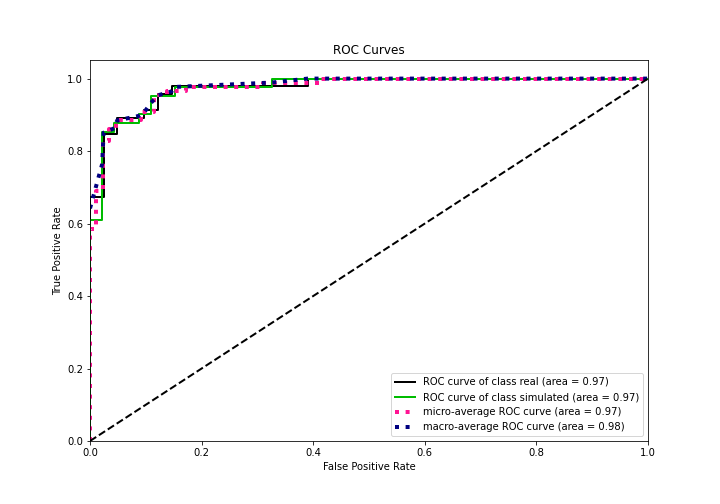 ROC Curves
True Positive Rate
1.0
0.8
0.6
0.4
0.2
0.0
0.0
0.2
0.4
0.6
0.8
1.0
False Positive Rate
ROC curve of class real (area = 0.97)
ROC curve of class simulated (area = 0.97)
micro-average ROC curve (area = 0.97)
macro-average ROC curve (area = 0.98)